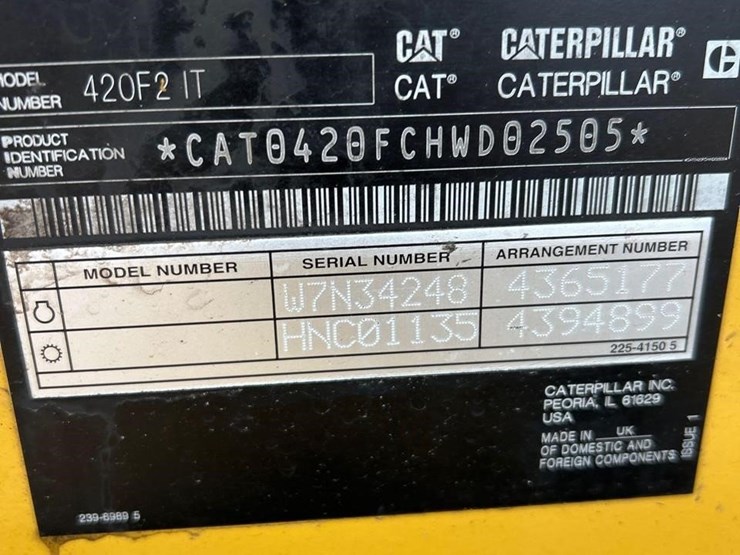 CAT® CATERPILLAR®
CAT® CATERPILLAR®
MODEL NUMBER 420F2 IT
PRODUCT IDENTIFICATION NUMBER *CAT0420FCHWD02505*
MODEL NUMBER SERIAL NUMBER ARRANGEMENT NUMBER
W7N34248 4365177
HNC01135 4394899
225-4150 5
CATERPILLAR INC.
PEORIA, IL 61629
USA
MADE IN UK
OF DOMESTIC AND
FOREIGN COMPONENTS
ISSUE 1
239-6989 5